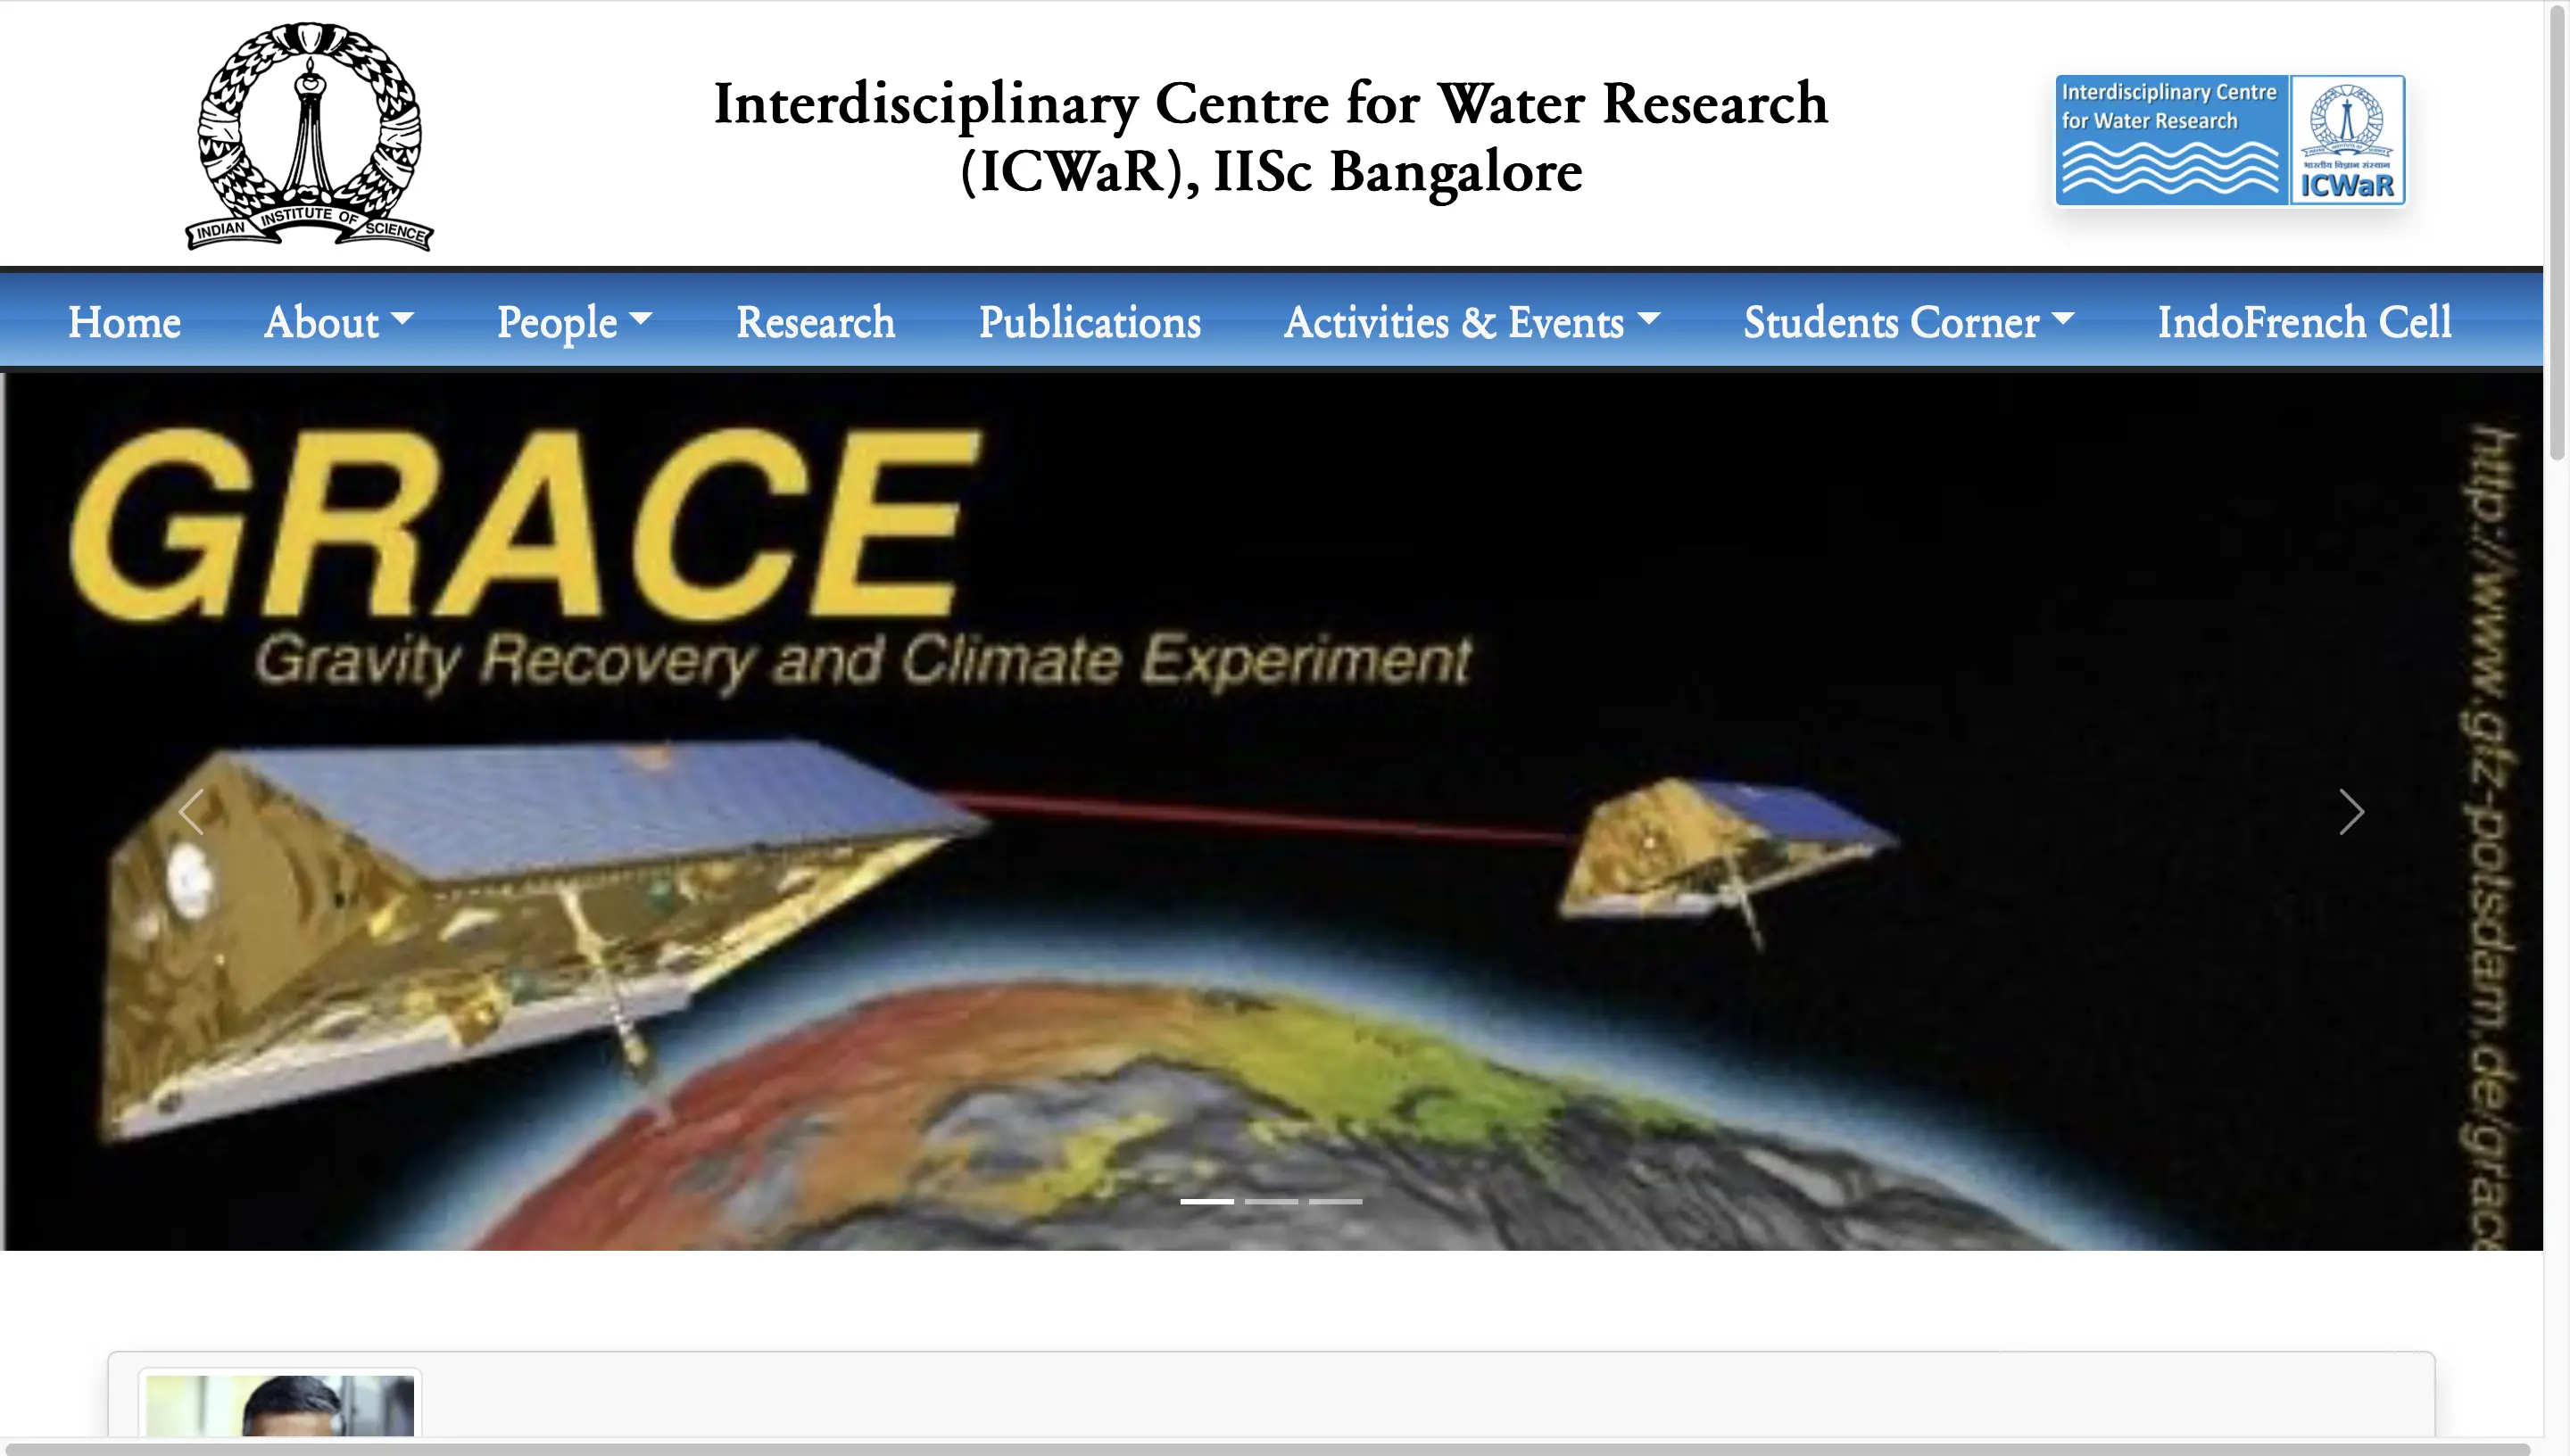 INDIAN INSTITUTE OF SCIENCE
Interdisciplinary Centre for Water Research
(ICWaR), IISc Bangalore
Interdisciplinary Centre
for Water Research
भारतीय विज्ञान संस्थान
ICWaR
Home About People Research Publications Activities & Events Students Corner IndoFrench Cell
GRACE
Gravity Recovery and Climate Experiment
http://www.gfz-potsdam.de/grace